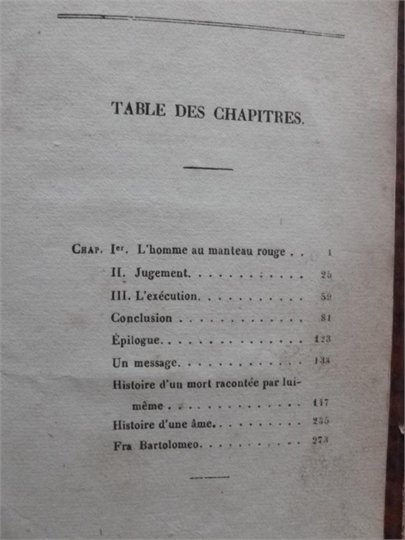 TABLE DES CHAPITRES.
CHAP. Ier. L'homme au manteau rouge . . 1
II. Jugement. . . . . . . . . . . . 25
III. L'exécution. . . . . . . . . . . 59
Conclusion . . . . . . . . . . . . 81
Épilogue. . . . . . . . . . . . . 123
Un message. . . . . . . . . . . . 134
Histoire d'un mort racontée par lui-
même . . . . . . . . . . . . . 147
Histoire d'une âme. . . . . . . . . 235
Fra Bartolomeo. . . . . . . . . . 273